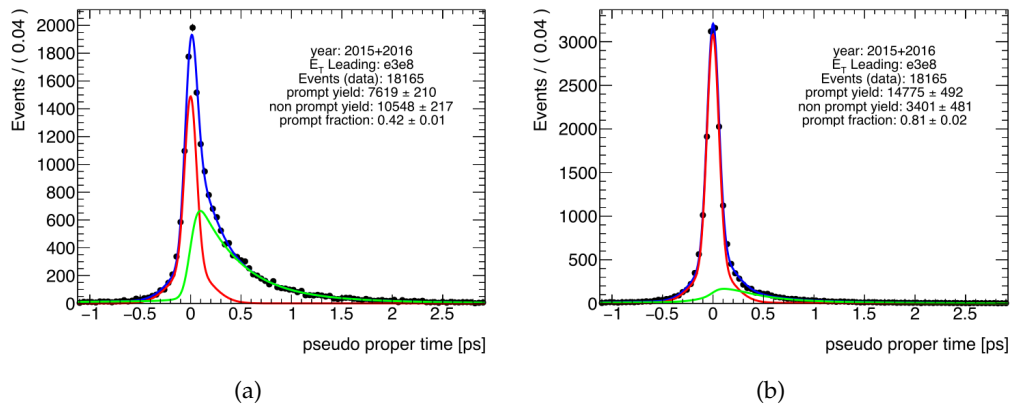 Events / ( 0.04 )
2000
1800
1600
1400
1200
1000
800
600
400
200
0
year: 2015+2016
E_T Leading: e3e8
Events (data): 18165
prompt yield: 7619 ± 210
non prompt yield: 10548 ± 217
prompt fraction: 0.42 ± 0.01
−1 −0.5 0 0.5 1 1.5 2 2.5
pseudo proper time [ps]
(a)
Events / ( 0.04 )
3000
2500
2000
1500
1000
500
0
year: 2015+2016
E_T Leading: e3e8
Events (data): 18165
prompt yield: 14775 ± 492
non prompt yield: 3401 ± 481
prompt fraction: 0.81 ± 0.02
−1 −0.5 0 0.5 1 1.5 2 2.5
pseudo proper time [ps]
(b)